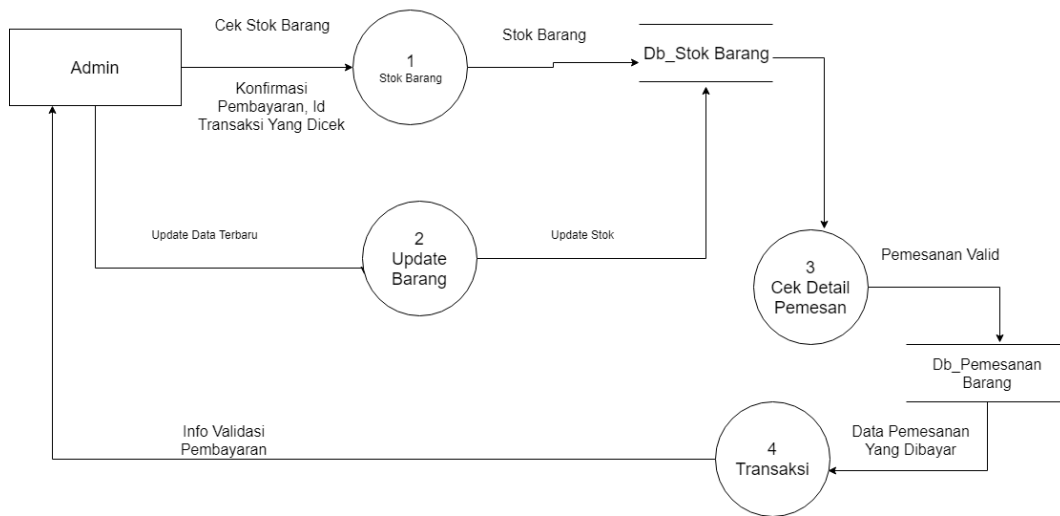 Cek Stok Barang
Admin
Konfirmasi
Pembayaran, Id
Transaksi Yang Dicek
1
Stok Barang
Stok Barang
Db_Stok Barang
Update Data Terbaru
2
Update
Barang
Update Stok
3
Cek Detail
Pemesan
Pemesanan Valid
Db_Pemesanan
Barang
Data Pemesanan
Yang Dibayar
4
Transaksi
Info Validasi
Pembayaran